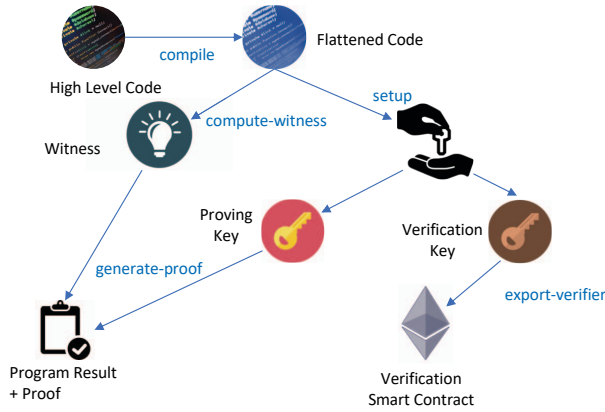 compile
Flattened Code
High Level Code
setup
compute-witness
Witness
Proving
Key
Verification
Key
generate-proof
export-verifier
Program Result
+ Proof
Verification
Smart Contract